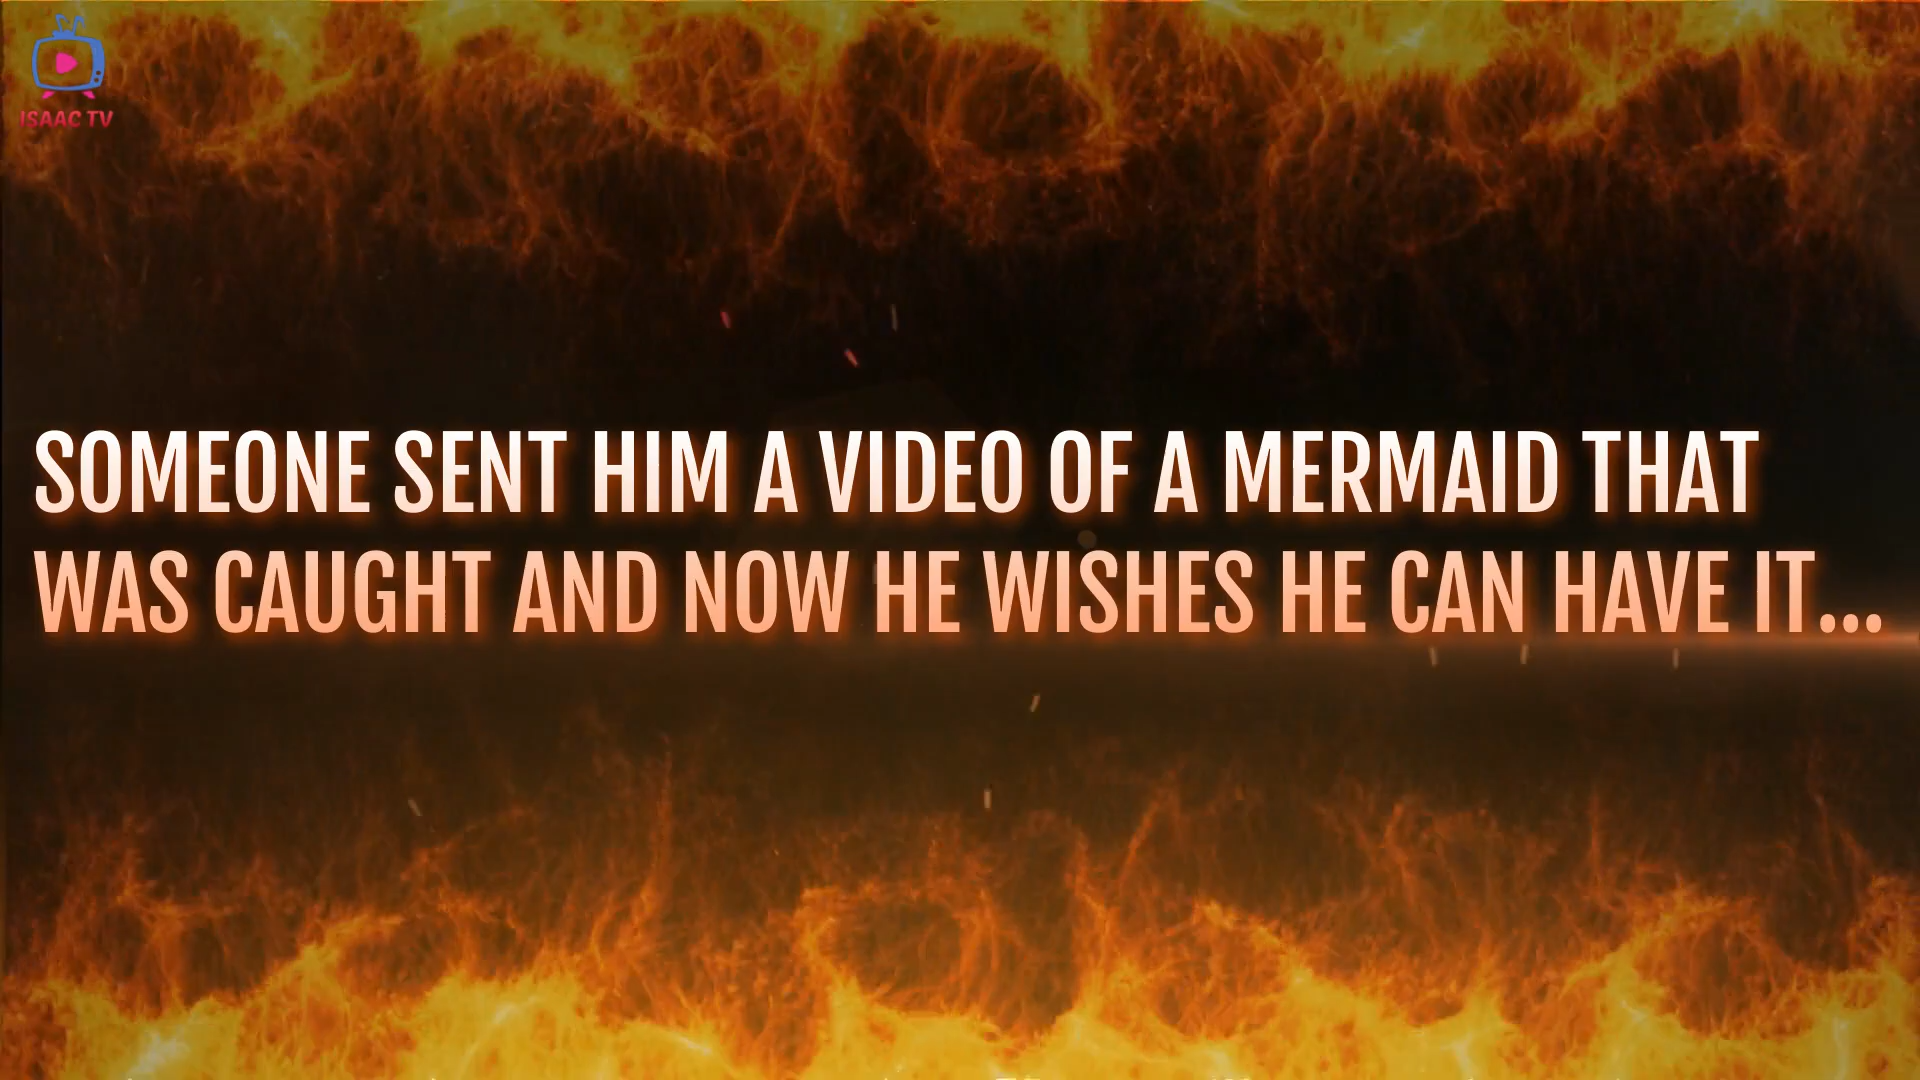 ISAAC TV
SOMEONE SENT HIM A VIDEO OF A MERMAID THAT
WAS CAUGHT AND NOW HE WISHES HE CAN HAVE IT...